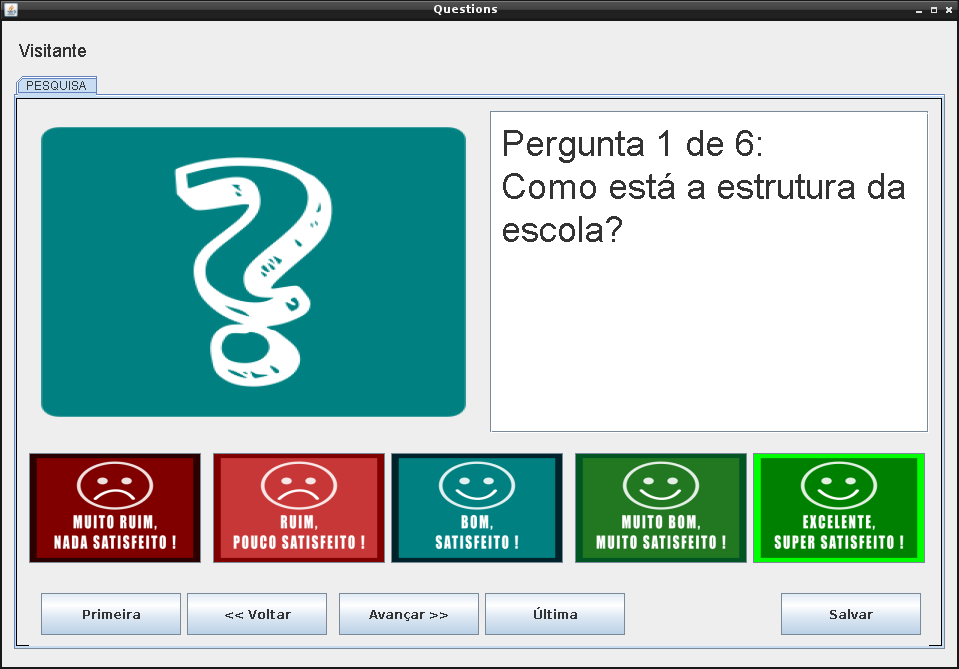 Questions
Visitante
PESQUISA
Pergunta 1 de 6:
Como está a estrutura da
escola?
MUITO RUIM,
NADA SATISFEITO !
RUIM,
POUCO SATISFEITO !
BOM,
SATISFEITO !
MUITO BOM,
MUITO SATISFEITO !
EXCELENTE,
SUPER SATISFEITO !
Primeira
<< Voltar
Avançar >>
Última
Salvar